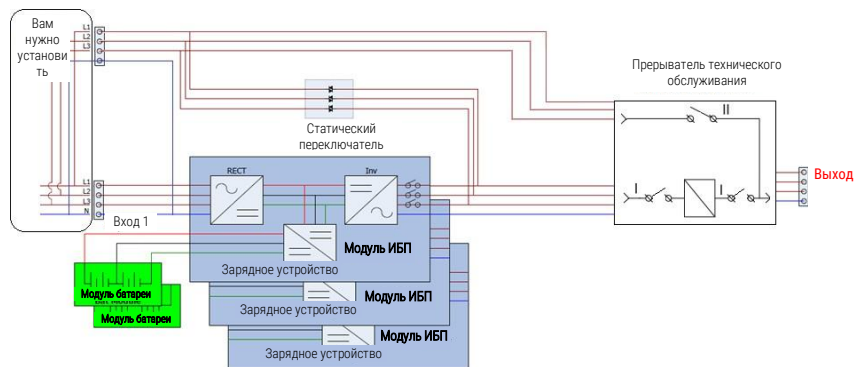 Вам
нужно
установи
ть
L1
L2
L3
Прерыватель технического
обслуживания
II
Статический
переключатель
RECT
Inv
L1
L2
L3
N
Вход 1
I
I
Выход
Модуль ИБП
Зарядное устройство
Модуль батареи
Модуль ИБП
Зарядное устройство
Модуль батареи
Модуль ИБП
Зарядное устройство